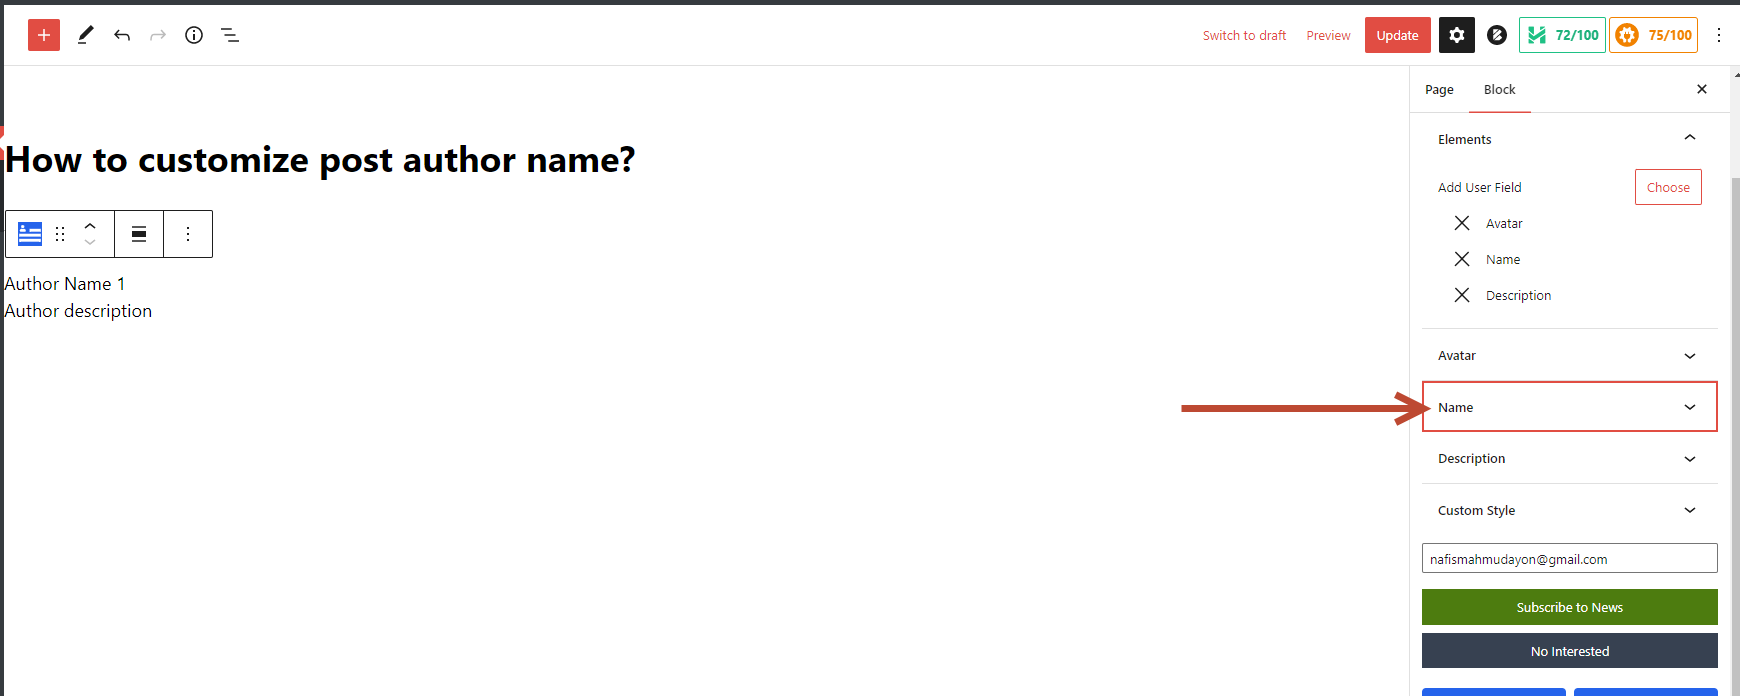 Switch to draft Preview Update 72/100 75/100
Page Block
How to customize post author name?
Author Name 1
Author description
Elements
Add User Field Choose
Avatar
Name
Description
Avatar
Name
Description
Custom Style
nafismahmudayon@gmail.com
Subscribe to News
No Interested